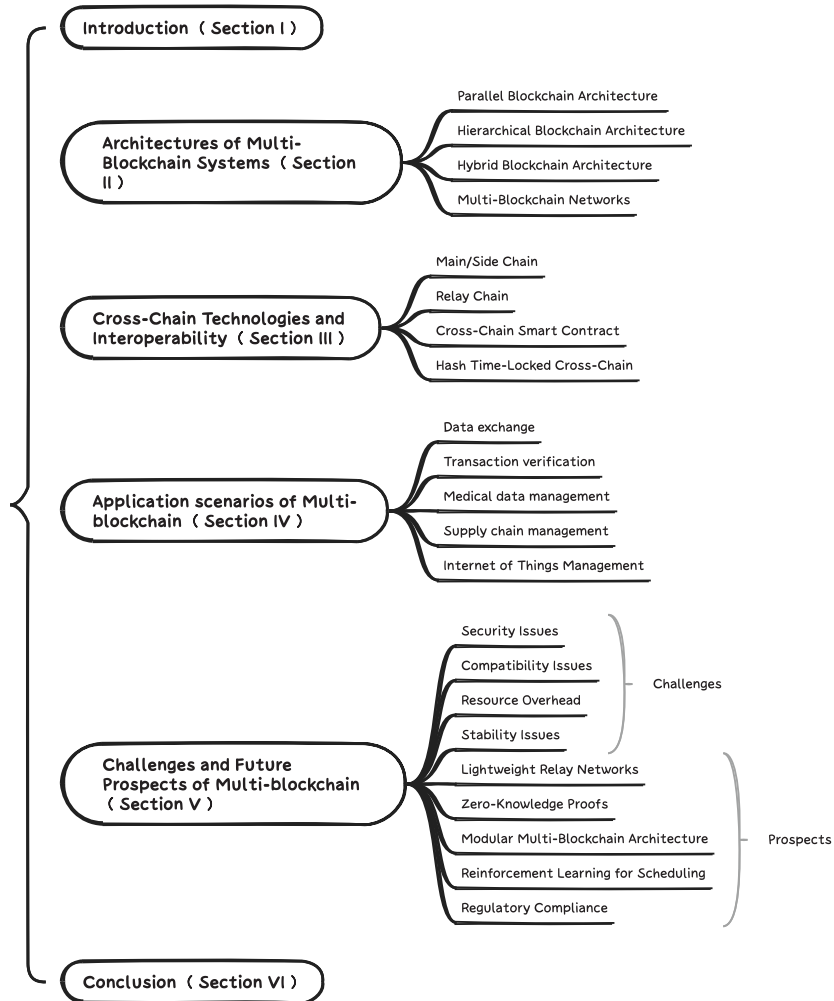 Introduction ( Section I )
Architectures of Multi-
Blockchain Systems ( Section
II )
Parallel Blockchain Architecture
Hierarchical Blockchain Architecture
Hybrid Blockchain Architecture
Multi-Blockchain Networks
Cross-Chain Technologies and
Interoperability ( Section III )
Main/Side Chain
Relay Chain
Cross-Chain Smart Contract
Hash Time-Locked Cross-Chain
Application scenarios of Multi-
blockchain ( Section IV )
Data exchange
Transaction verification
Medical data management
Supply chain management
Internet of Things Management
Challenges and Future
Prospects of Multi-blockchain
( Section V )
Security Issues
Compatibility Issues
Resource Overhead
Stability Issues
Challenges
Lightweight Relay Networks
Zero-Knowledge Proofs
Modular Multi-Blockchain Architecture
Reinforcement Learning for Scheduling
Regulatory Compliance
Prospects
Conclusion ( Section VI )